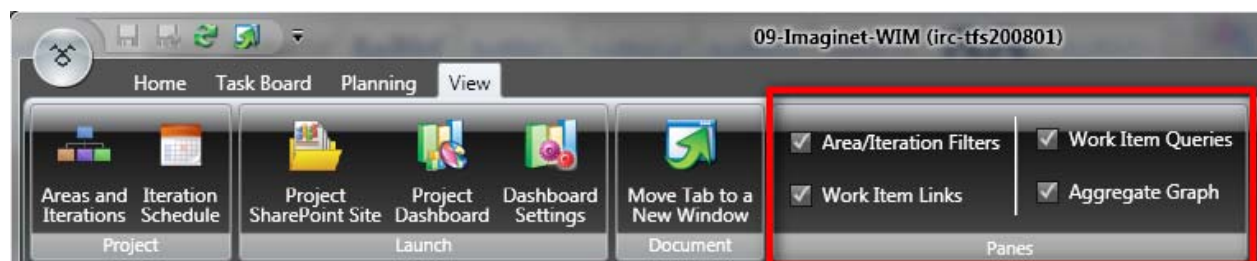 09-Imaginet-WIM (irc-tfs200801)
Home Task Board Planning View
Areas and
Iterations
Iteration
Schedule
Project
Project
SharePoint Site
Project
Dashboard
Dashboard
Settings
Launch
Move Tab to a
New Window
Document
Area/Iteration Filters
Work Item Links
Work Item Queries
Aggregate Graph
Panes